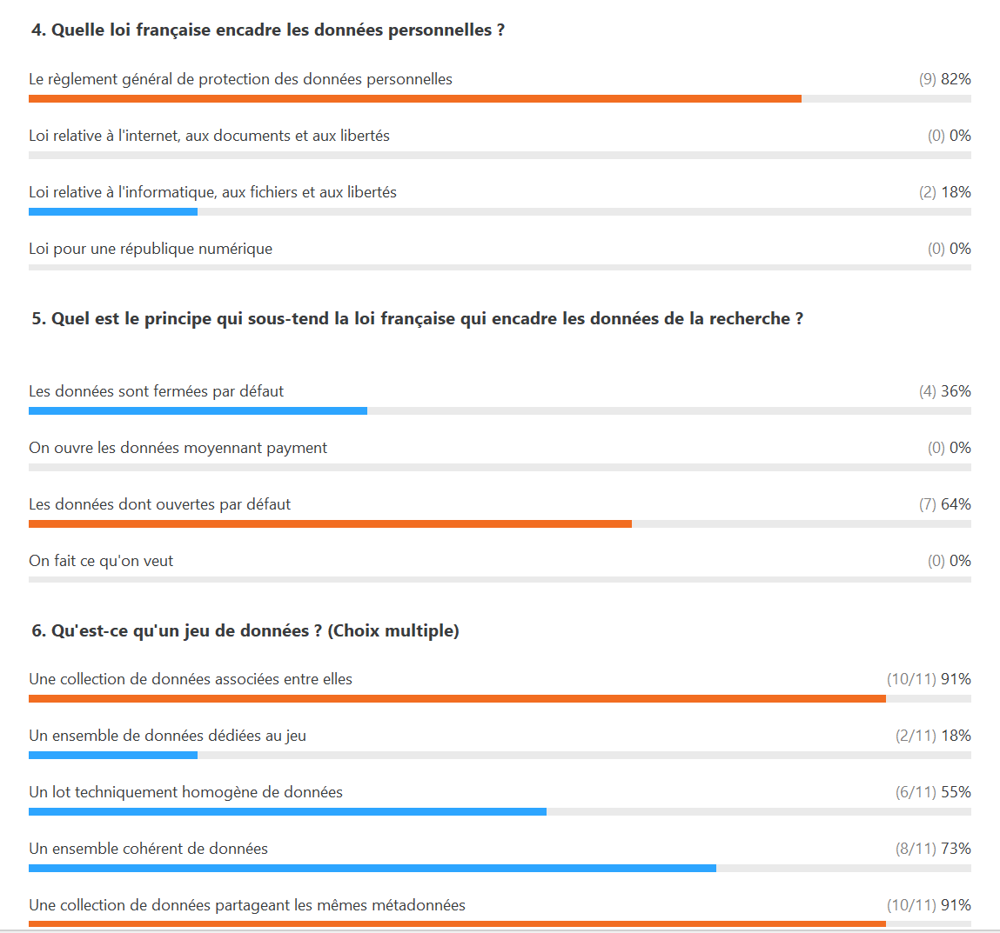 4. Quelle loi française encadre les données personnelles ?
Le règlement général de protection des données personnelles (9) 82%
Loi relative à l'internet, aux documents et aux libertés (0) 0%
Loi relative à l'informatique, aux fichiers et aux libertés (2) 18%
Loi pour une république numérique (0) 0%
5. Quel est le principe qui sous-tend la loi française qui encadre les données de la recherche ?
Les données sont fermées par défaut (4) 36%
On ouvre les données moyennant payment (0) 0%
Les données dont ouvertes par défaut (7) 64%
On fait ce qu'on veut (0) 0%
6. Qu'est-ce qu'un jeu de données ? (Choix multiple)
Une collection de données associées entre elles (10/11) 91%
Un ensemble de données dédiées au jeu (2/11) 18%
Un lot techniquement homogène de données (6/11) 55%
Un ensemble cohérent de données (8/11) 73%
Une collection de données partageant les mêmes métadonnées (10/11) 91%